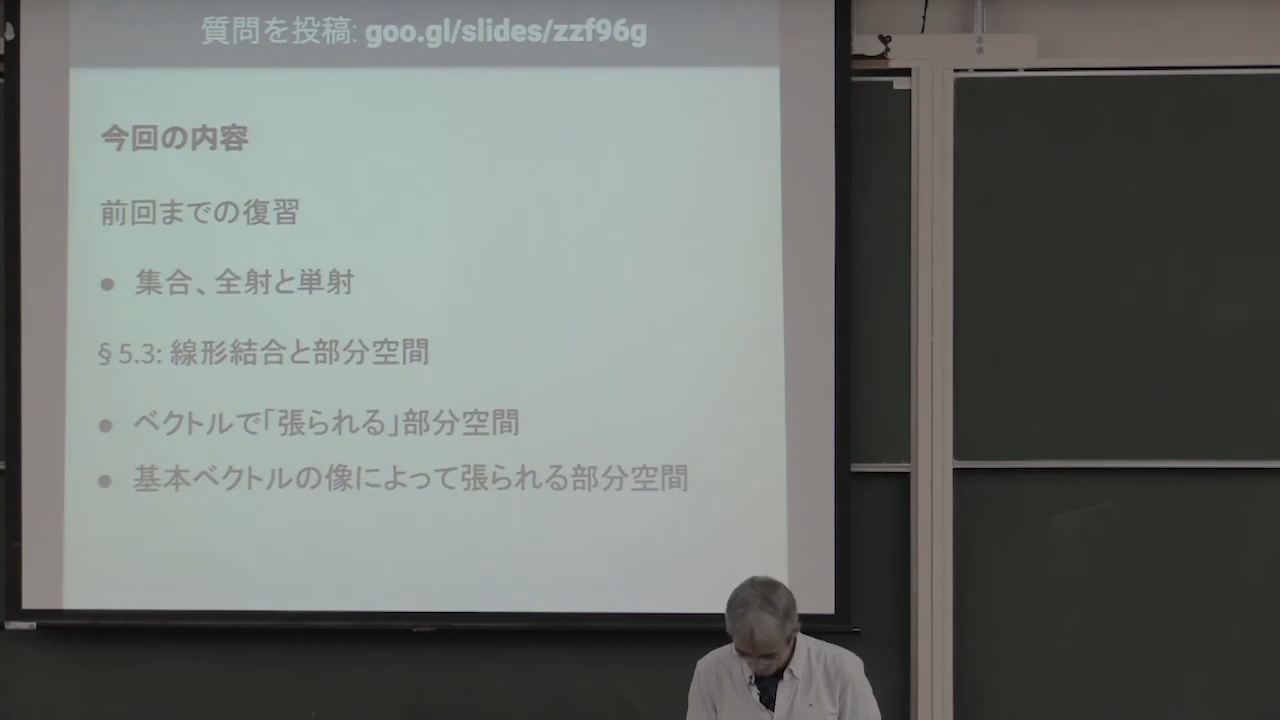 質問を投稿: goo.gl/slides/zzf96g
今回の内容
前回までの復習
● 集合、全射と単射
§ 5.3: 線形結合と部分空間
● ベクトルで「張られる」部分空間
● 基本ベクトルの像によって張られる部分空間